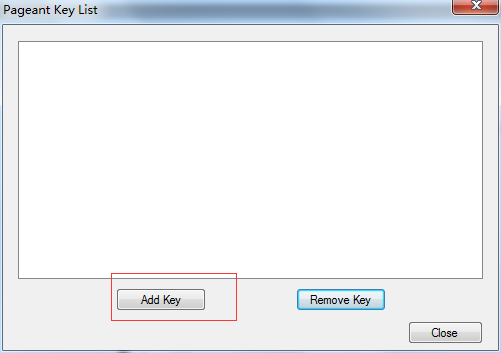 Pageant Key List
Add Key
Remove Key
Close